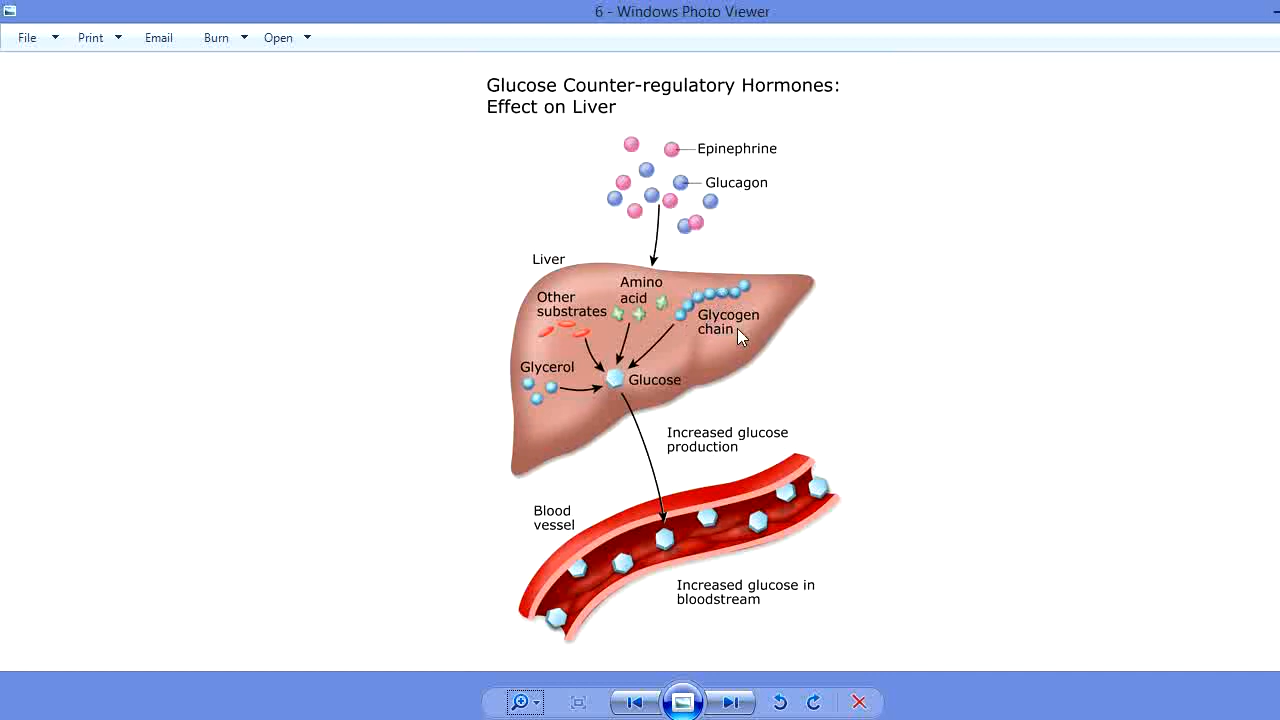 6 - Windows Photo Viewer
File Print Email Burn Open
Glucose Counter-regulatory Hormones:
Effect on Liver
Epinephrine
Glucagon
Liver
Amino
acid
Other
substrates
Glycogen
chain
Glycerol
Glucose
Increased glucose
production
Blood
vessel
Increased glucose in
bloodstream